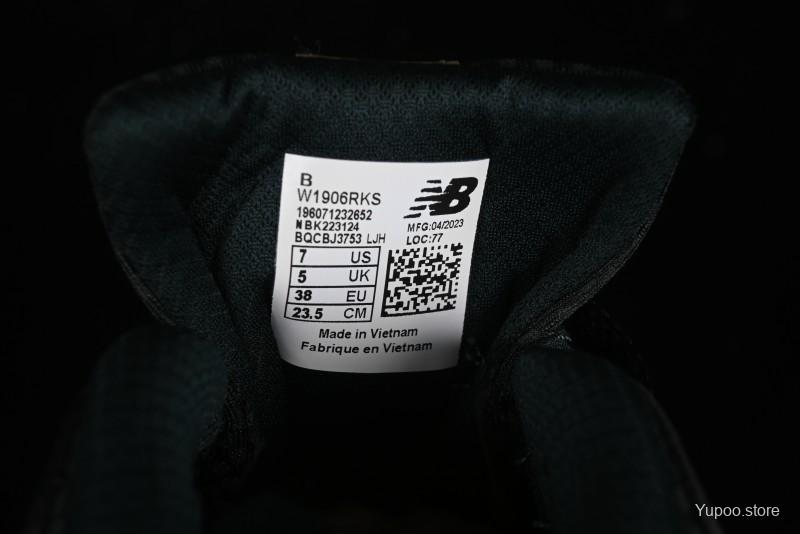 B
W1906RKS
196071232652
NBK223124
BQCBJ3753 LJH
NB
MFG:04/2023
LOC:77
7 US
5 UK
38 EU
23.5 CM
Made in Vietnam
Fabrique en Vietnam
Yupoo.store